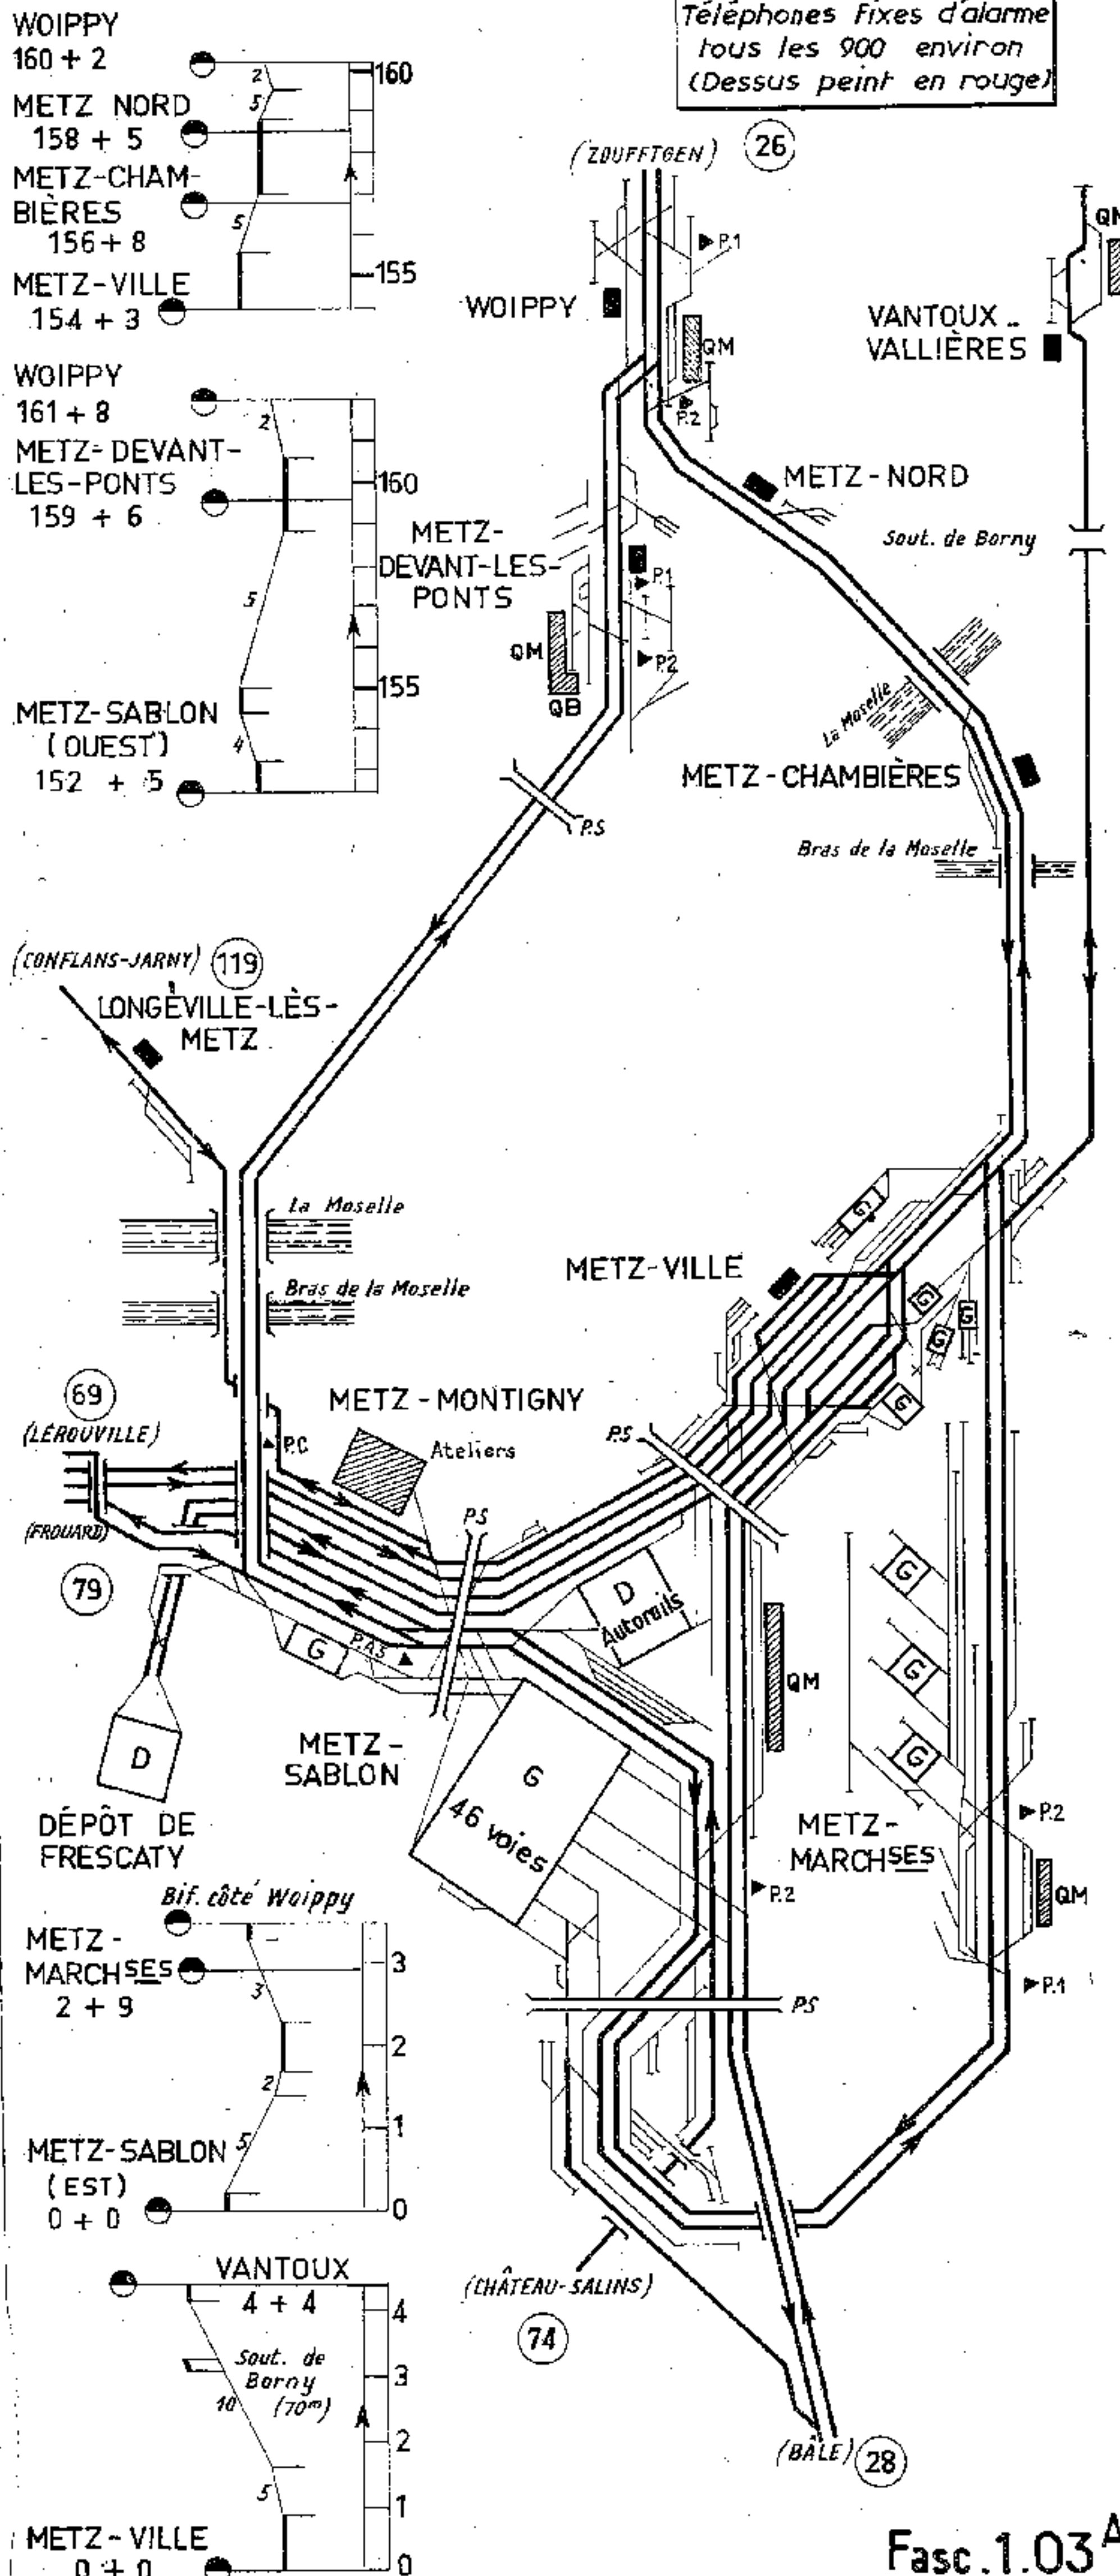 Téléphones Fixes d'alarme
tous les 900 environ
(Dessus peint en rouge)
WOIPPY
160 + 2
METZ NORD
158 + 5
METZ-CHAM-
BIÈRES
156 + 8
METZ-VILLE
154 + 3
2
5
5
160
155
WOIPPY
161 + 8
METZ-DEVANT-
LES-PONTS
159 + 6
METZ-SABLON
(OUEST)
152 + 5
2
5
4
160
155
(ZOUFFTGEN)
26
P.1
WOIPPY
QM
P.2
VANTOUX -
VALLIÈRES
QM
METZ-NORD
Sout. de Borny
METZ-
DEVANT-LES-
PONTS
P.1
P.2
QM
QB
La Moselle
METZ-CHAMBIÈRES
P.S
Bras de la Moselle
(CONFLANS-JARNY)
119
LONGÈVILLE-LÈS-
METZ
La Moselle
Bras de la Moselle
METZ-VILLE
G
G
G
G
G
69
(LÉROUVILLE)
METZ-MONTIGNY
P.C
Ateliers
P.S
PS
(FROUARD)
79
D
Autorails
G
P.A.S
G
G
G
QM
METZ-
SABLON
G
46 voies
D
DÉPÔT DE
FRESCATY
METZ-
MARCHSES
P.2
P.2
QM
P.1
PS
Bif. côté Woippy
METZ-
MARCHSES
2 + 9
METZ-SABLON
(EST)
0 + 0
3
2
5
3
2
1
0
(CHÂTEAU-SALINS)
74
VANTOUX
4 + 4
Sout. de
Borny
(70m)
10
5
METZ-VILLE
0 + 0
4
3
2
1
0
(BÂLE)
28
Fasc.1.03 A